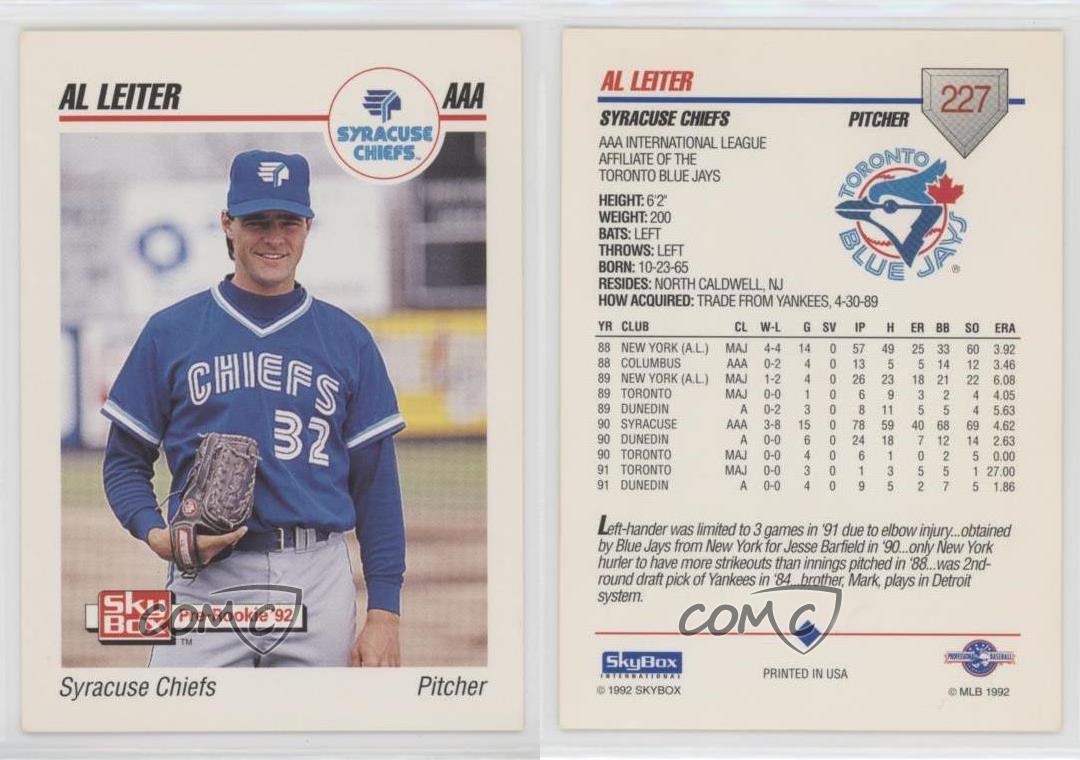 AL LEITER
AAA
SYRACUSE
CHIEFS™
CHIEFS
32
SkyBox
Pre-Rookie '92
TM
COMC
Syracuse Chiefs
Pitcher
AL LEITER
227
SYRACUSE CHIEFS
PITCHER
AAA INTERNATIONAL LEAGUE
AFFILIATE OF THE
TORONTO BLUE JAYS
TORONTO
BLUE JAYS
®
HEIGHT: 6'2"
WEIGHT: 200
BATS: LEFT
THROWS: LEFT
BORN: 10-23-65
RESIDES: NORTH CALDWELL, NJ
HOW ACQUIRED: TRADE FROM YANKEES, 4-30-89
YR CLUB CL W-L G SV IP H ER BB SO ERA
88 NEW YORK (A.L.) MAJ 4-4 14 0 57 49 25 33 60 3.92
88 COLUMBUS AAA 0-2 4 0 13 5 5 14 12 3.46
89 NEW YORK (A.L.) MAJ 1-2 4 0 26 23 18 21 22 6.08
89 TORONTO MAJ 0-0 1 0 6 9 3 2 4 4.05
89 DUNEDIN A 0-2 3 0 8 11 5 5 4 5.63
90 SYRACUSE AAA 3-8 15 0 78 59 40 68 69 4.62
90 DUNEDIN A 0-0 6 0 24 18 7 12 14 2.63
90 TORONTO MAJ 0-0 4 0 6 1 0 2 5 0.00
91 TORONTO MAJ 0-0 3 0 1 3 5 5 1 27.00
91 DUNEDIN A 0-0 4 0 9 5 2 7 5 1.86
Left-hander was limited to 3 games in '91 due to elbow injury...obtained
by Blue Jays from New York for Jesse Barfield in '90...only New York
hurler to have more strikeouts than innings pitched in '88...was 2nd-
round draft pick of Yankees in '84...brother, Mark, plays in Detroit
system.
COMC
SkyBox
INTERNATIONAL
© 1992 SKYBOX
PRINTED IN USA
PROFESSIONAL BASEBALL
© MLB 1992